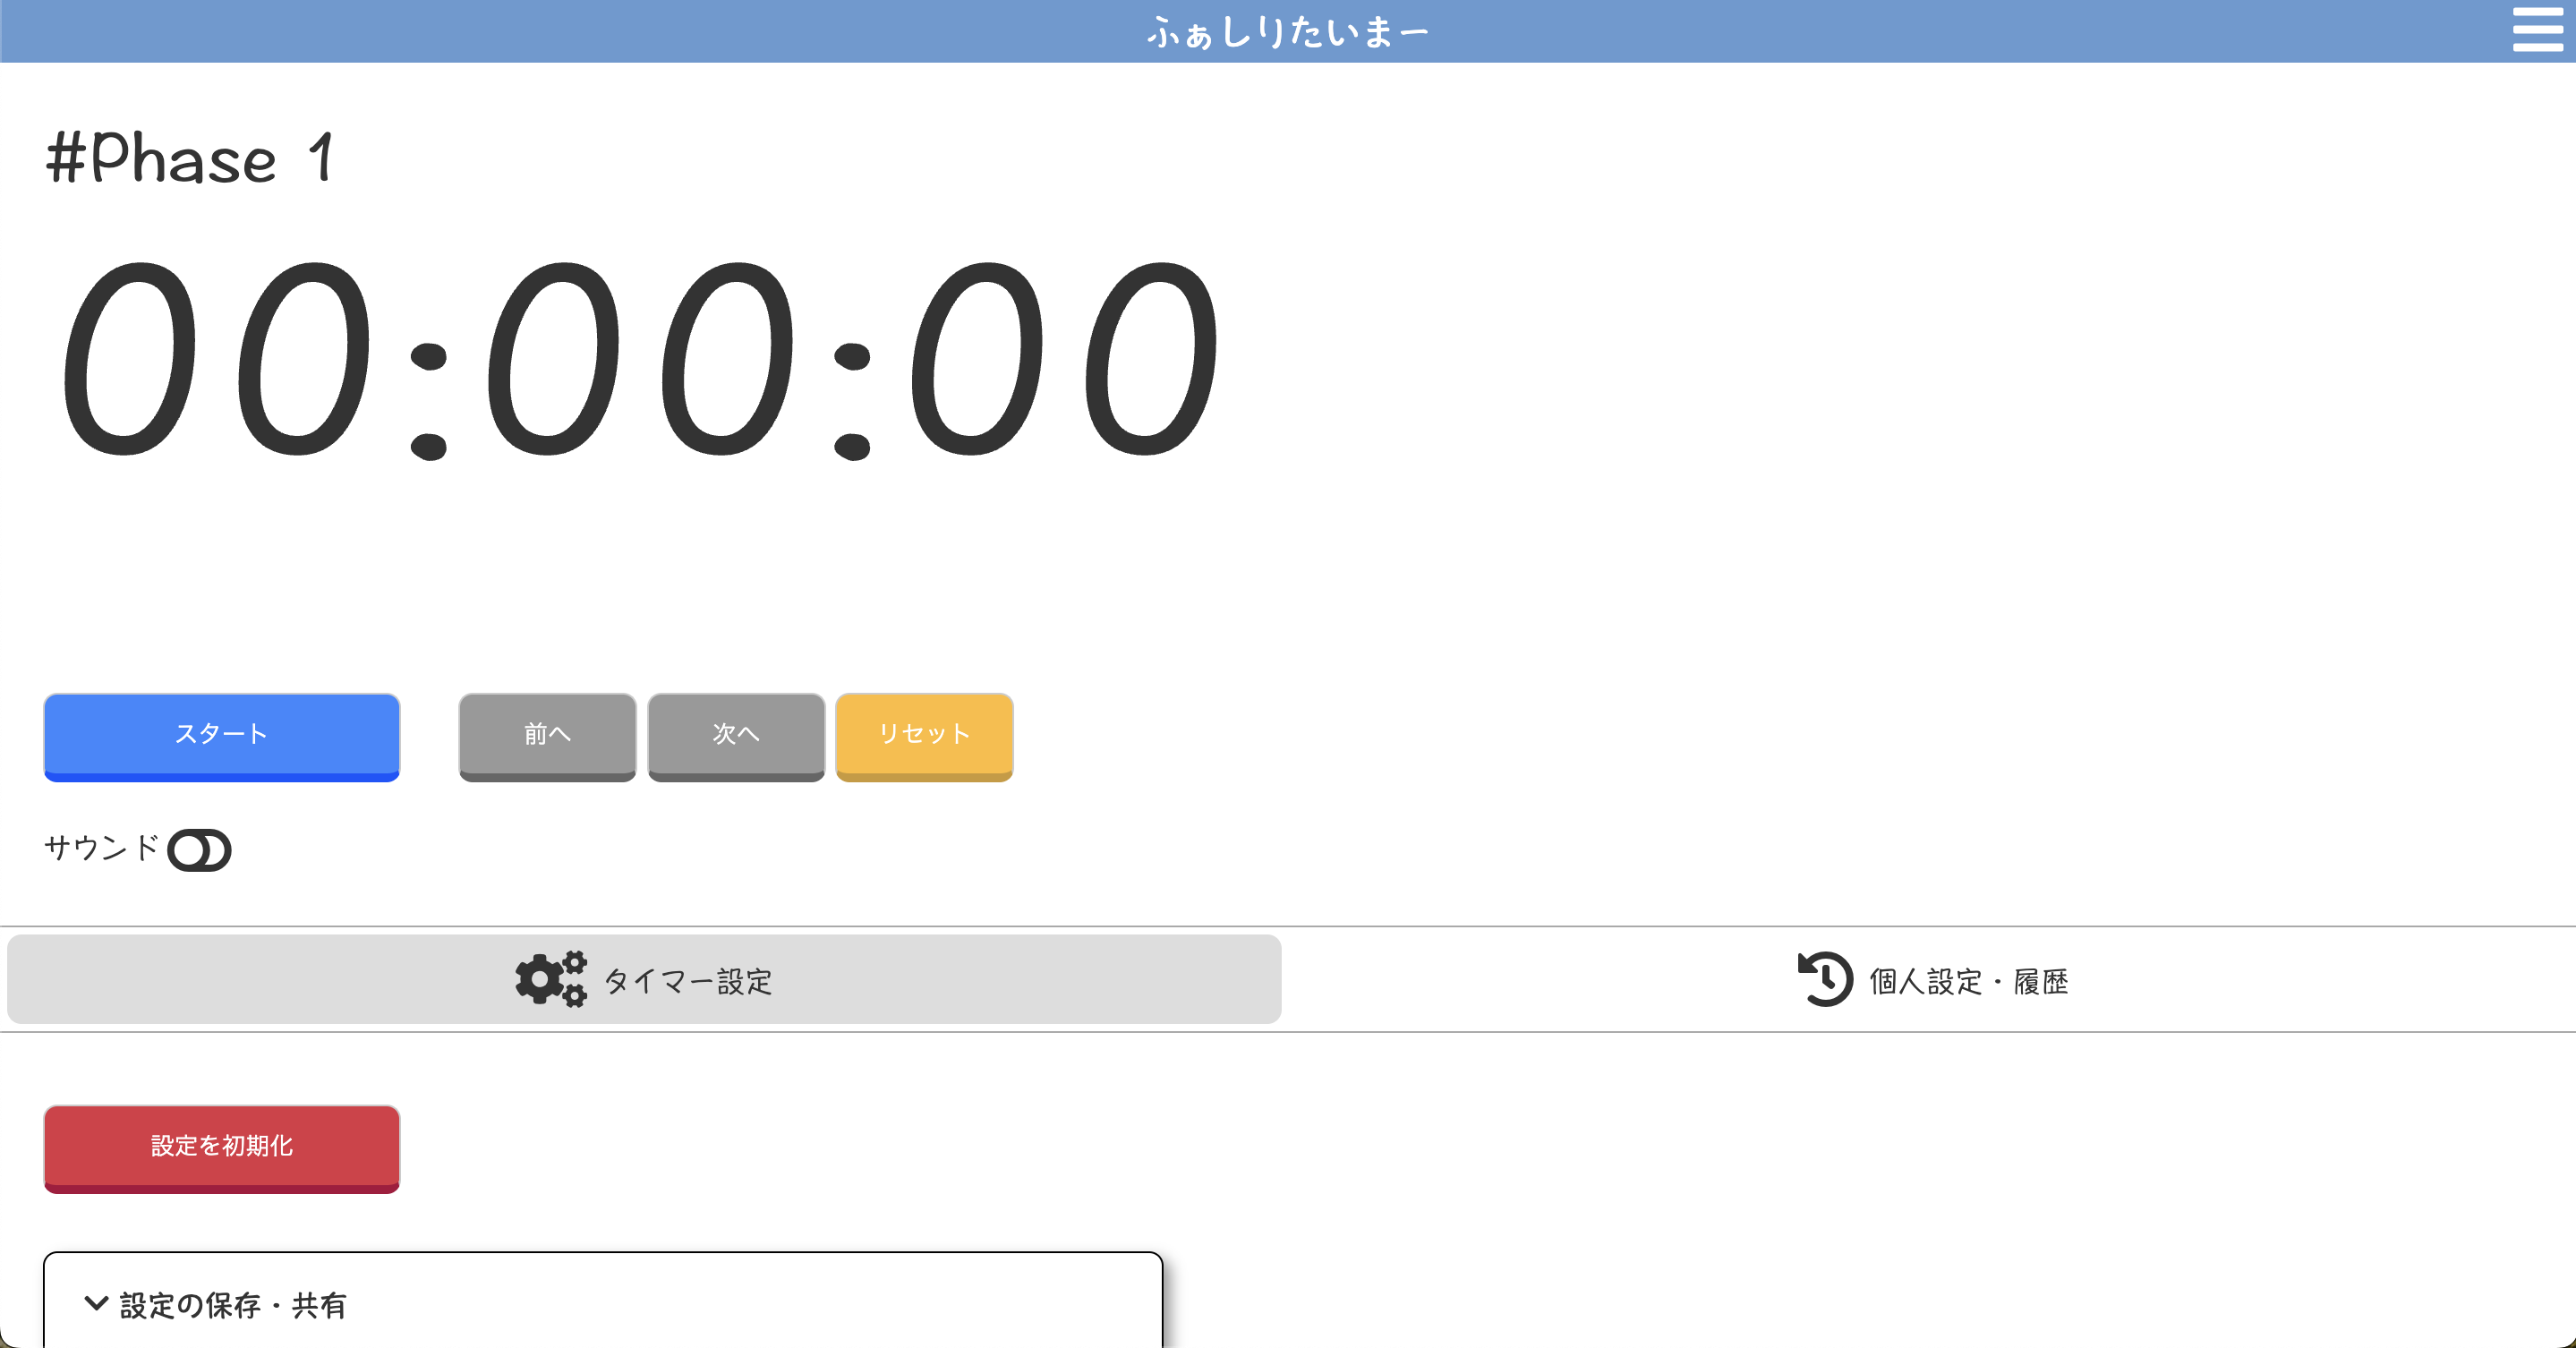 ふぁしりたいまー
#Phase 1
00:00:00
スタート 前へ 次へ リセット
サウンド
タイマー設定 個人設定・履歴
設定を初期化
設定の保存・共有